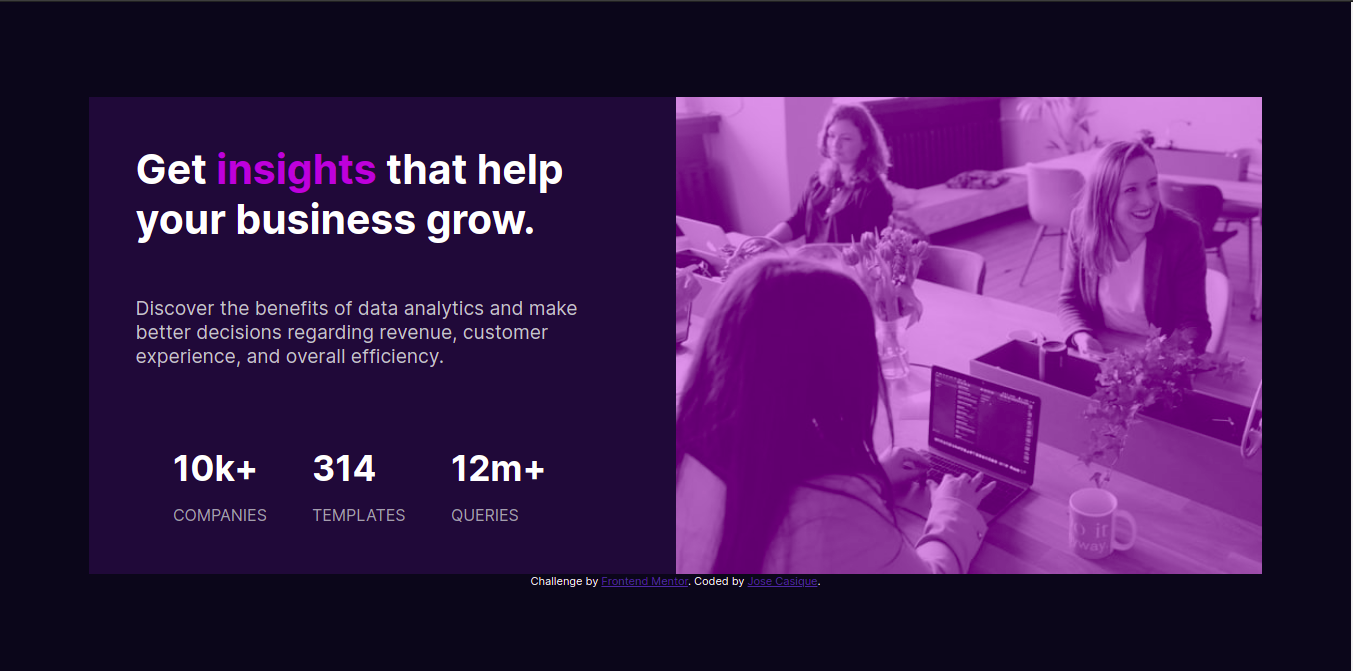 Get insights that help
your business grow.
Discover the benefits of data analytics and make
better decisions regarding revenue, customer
experience, and overall efficiency.
10k+ 314 12m+
COMPANIES TEMPLATES QUERIES
Challenge by Frontend Mentor. Coded by Jose Casique.